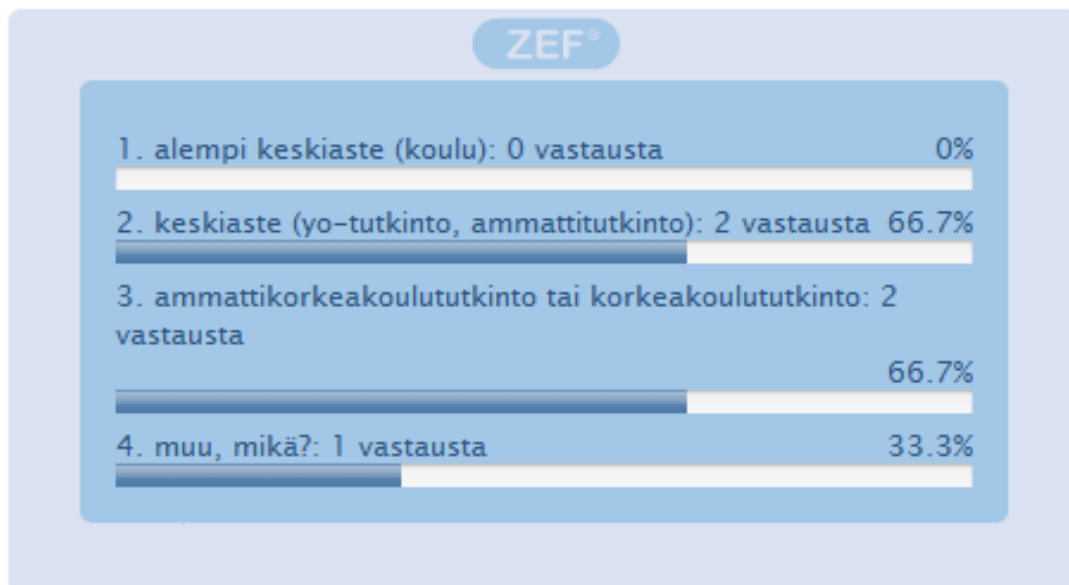 ZEF®
1. alempi keskiaste (koulu): 0 vastausta 0%
2. keskiaste (yo-tutkinto, ammattitutkinto): 2 vastausta 66.7%
3. ammattikorkeakoulututkinto tai korkeakoulututkinto: 2
vastausta
66.7%
4. muu, mikä?: 1 vastausta 33.3%